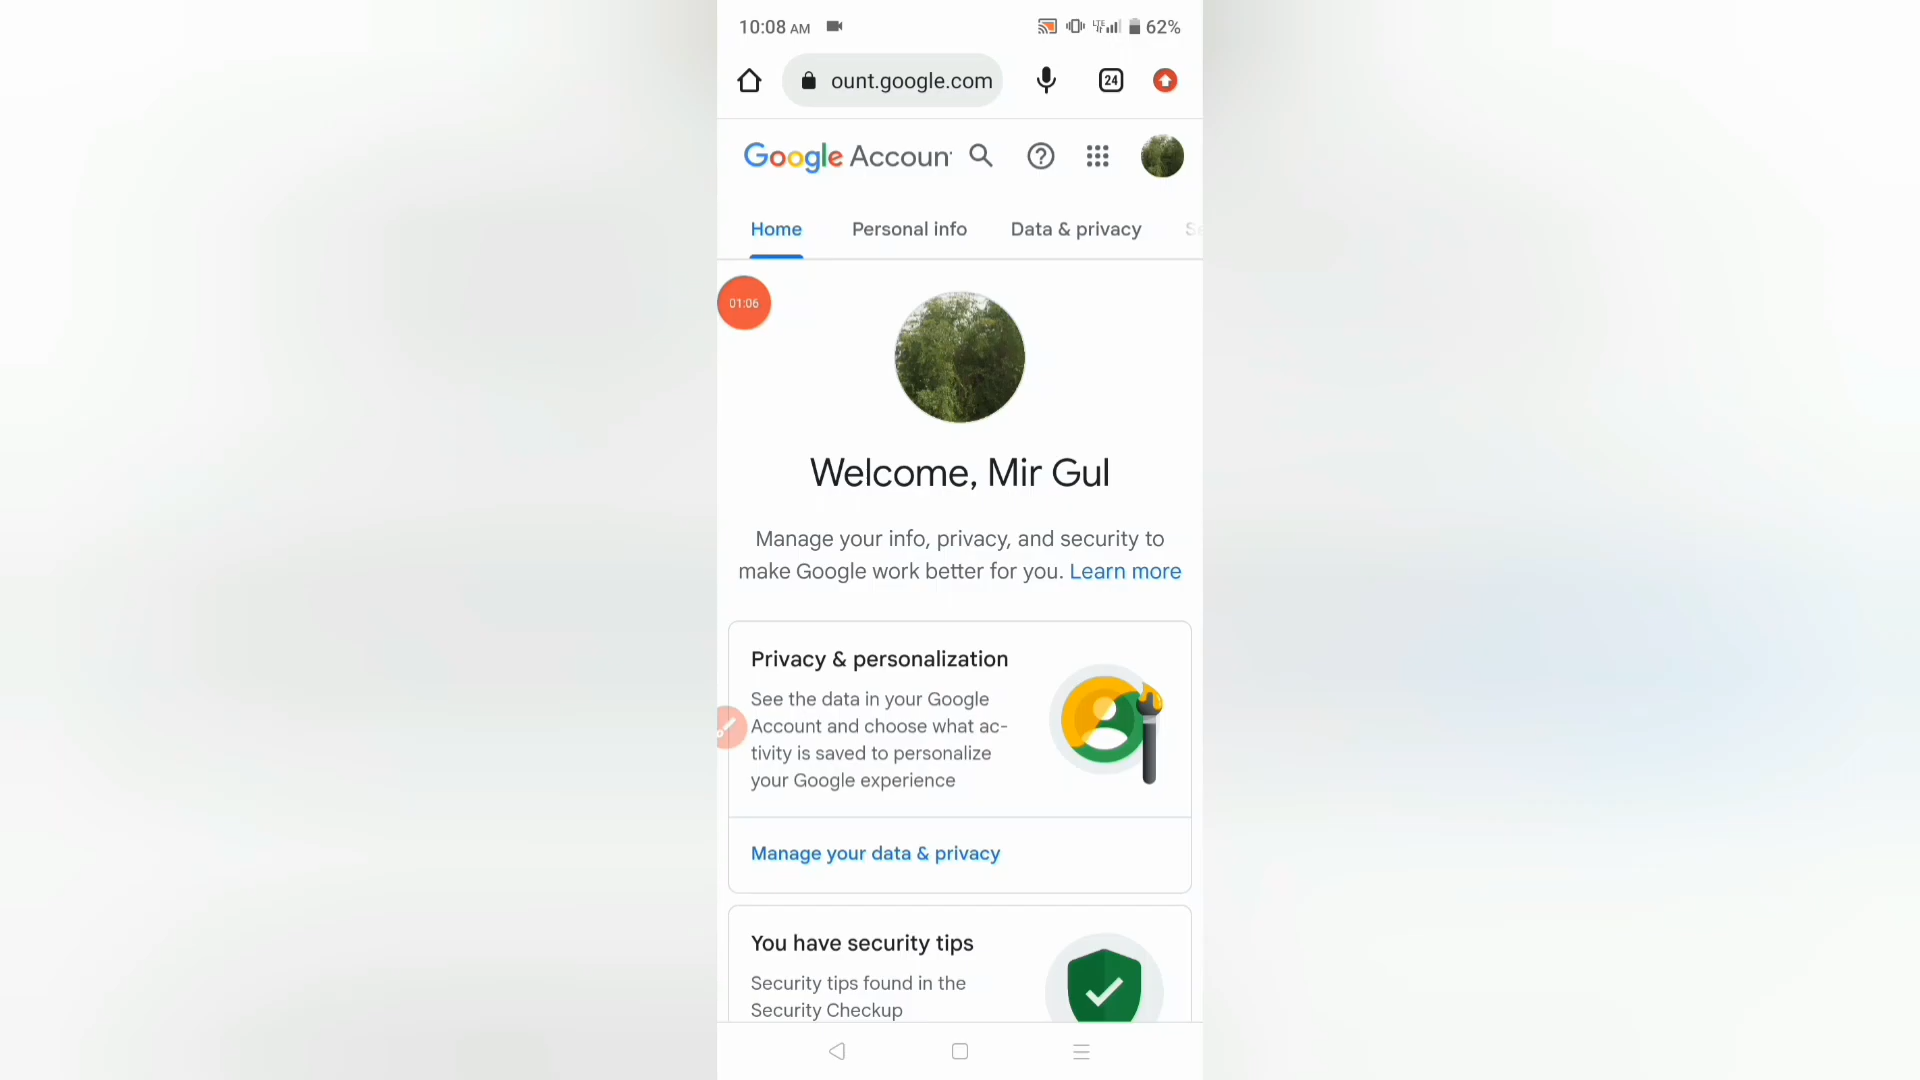 10:08 AM
LTE
62%
ount.google.com
24
Google Accoun
Home
Personal info
Data & privacy
01:06
Welcome, Mir Gul
Manage your info, privacy, and security to
make Google work better for you. Learn more
Privacy & personalization
See the data in your Google
Account and choose what ac-
tivity is saved to personalize
your Google experience
Manage your data & privacy
You have security tips
Security tips found in the
Security Checkup